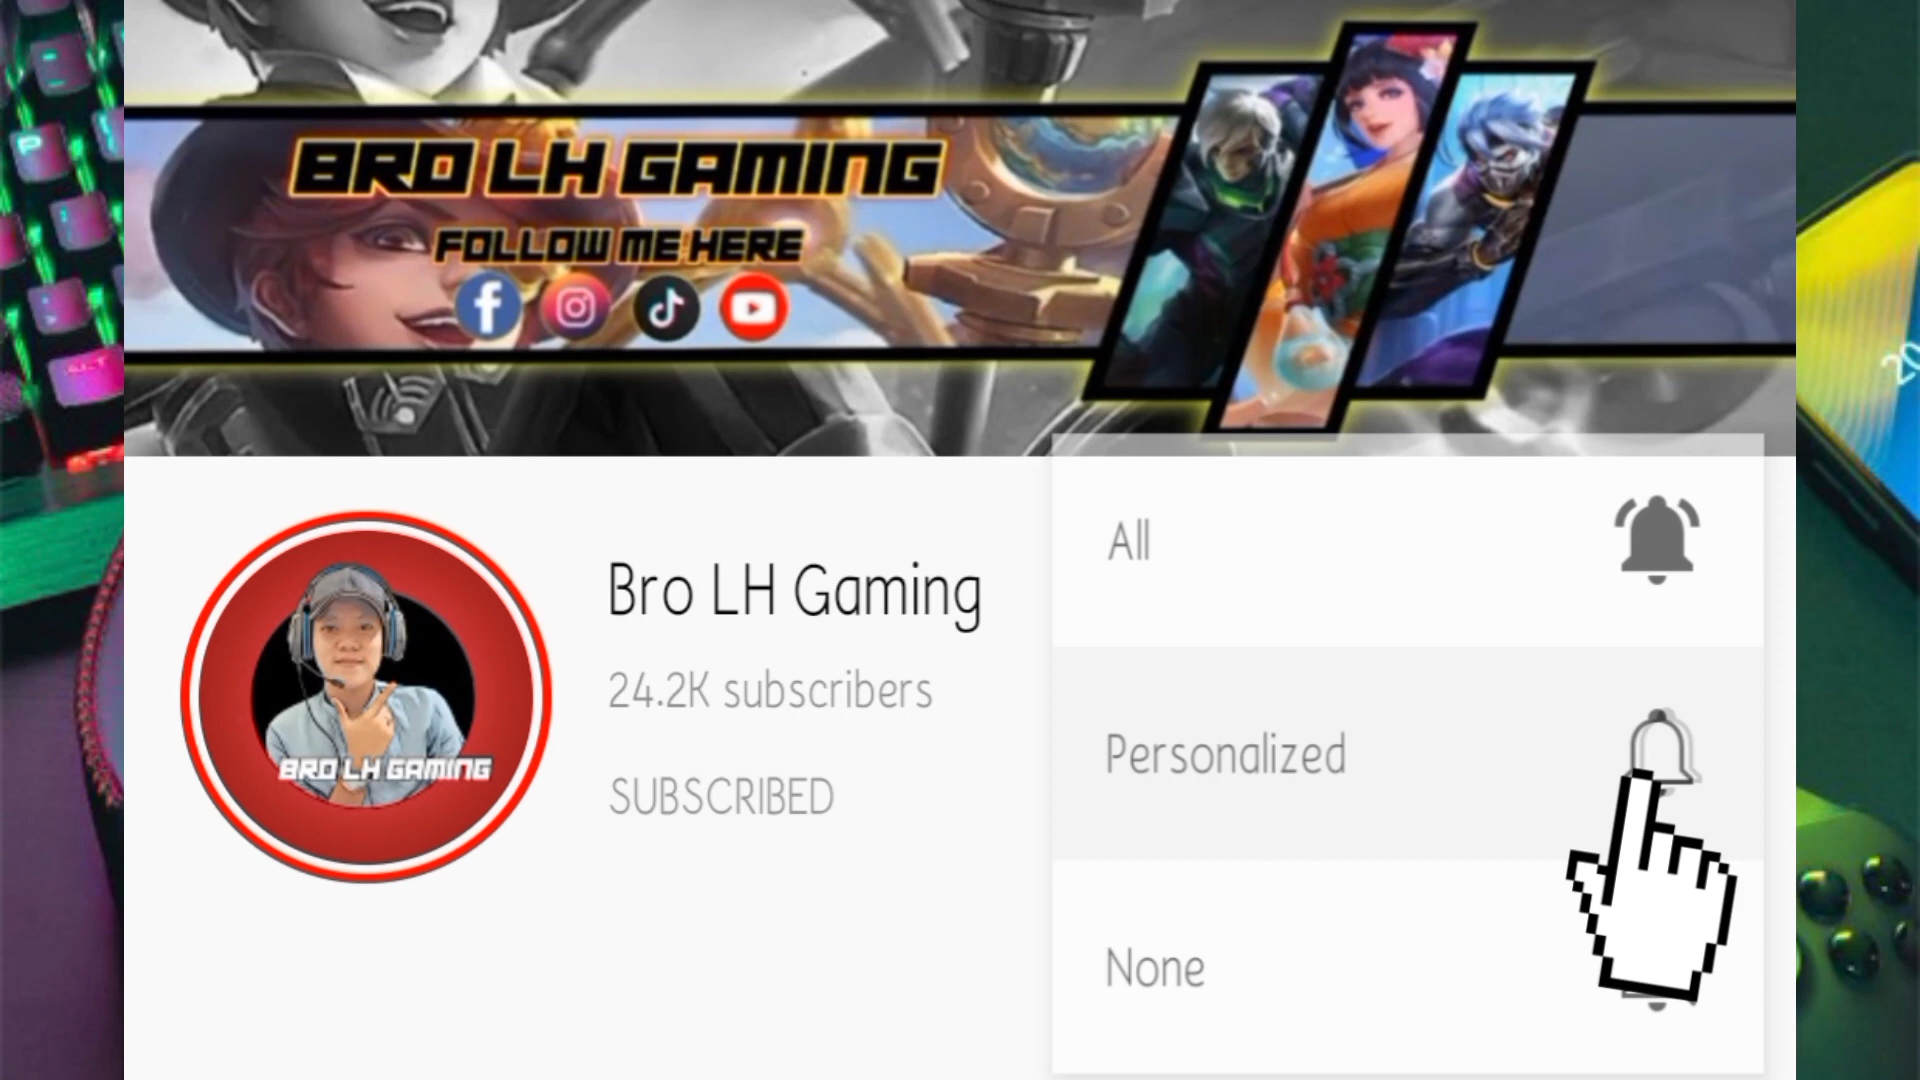 BRO LH GAMING
FOLLOW ME HERE
P
20
Bro LH Gaming
24.2K subscribers
SUBSCRIBED
BRO LH GAMING
All
Personalized
None